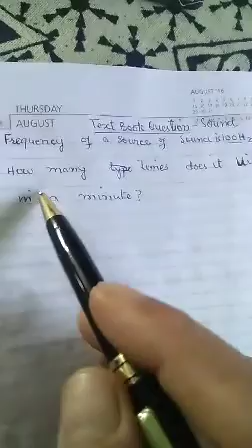 AUGUST '16
THURSDAY
AUGUST Text Book Question - Sound
Frequency of a source of sound is 100HZ
How many times does it
minute?